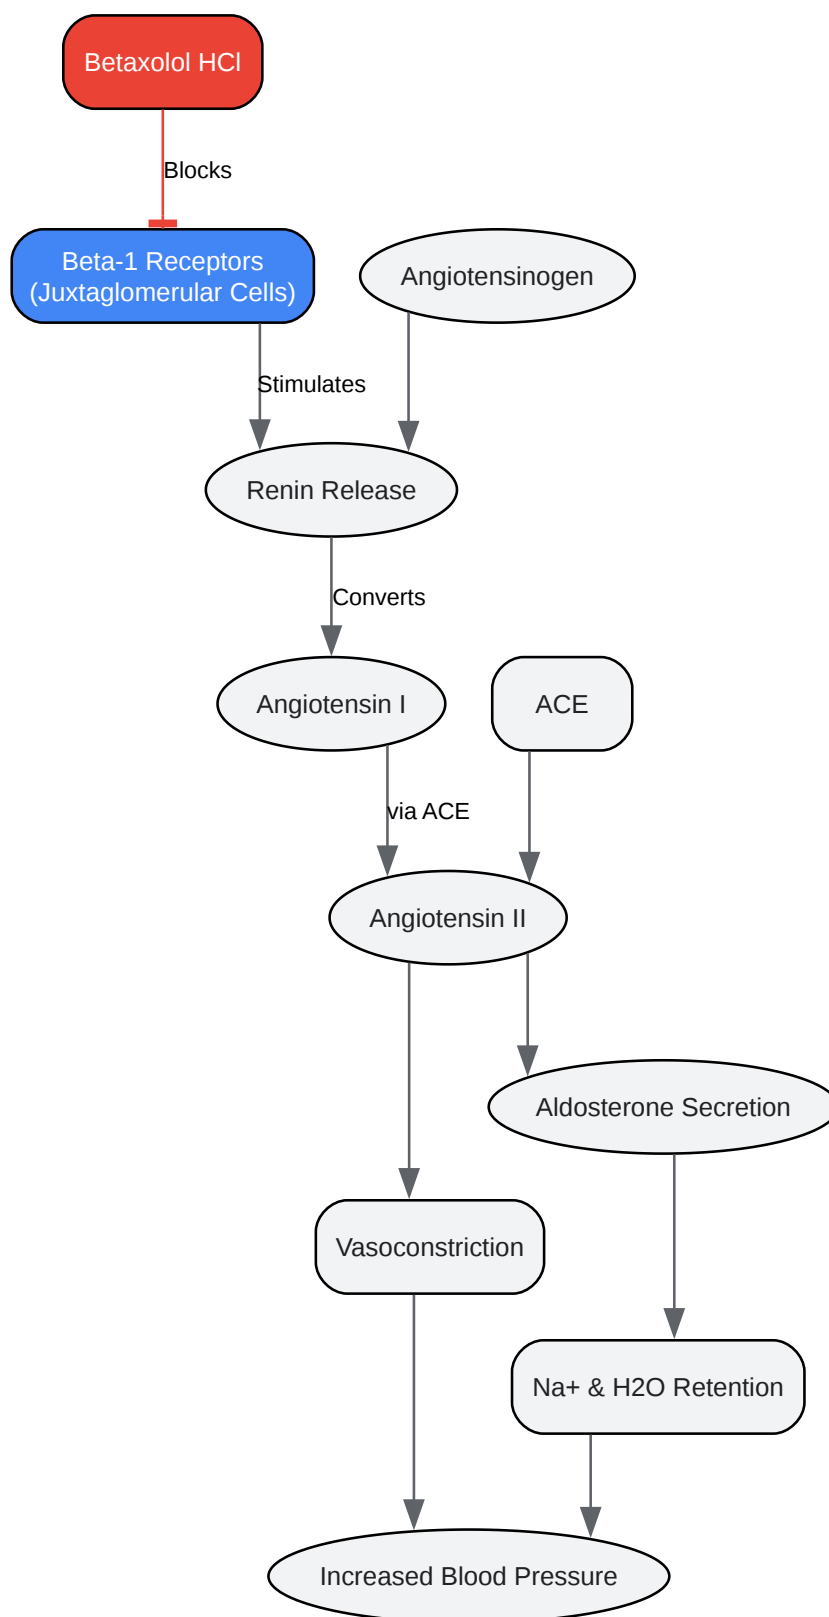 Betaxolol HCl
Blocks
Beta-1 Receptors
(Juxtaglomerular Cells)
Angiotensinogen
Stimulates
Renin Release
Converts
Angiotensin I
ACE
via ACE
Angiotensin II
Aldosterone Secretion
Vasoconstriction
Na+ & H2O Retention
Increased Blood Pressure